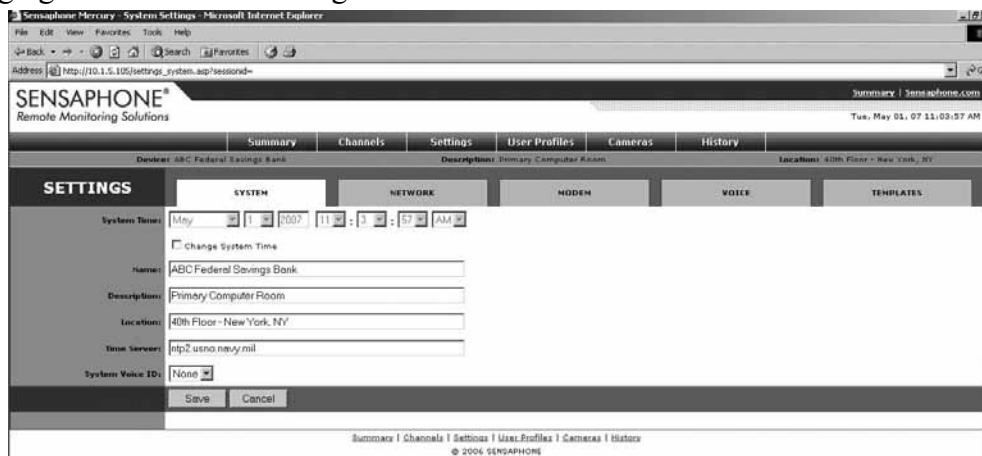 Sensaphone Mercury - System Settings - Microsoft Internet Explorer
File Edit View Favorites Tools Help
Back Search Favorites
Address http://10.1.5.105/settings_system.asp?sessionid=
SENSAPHONE®
Remote Monitoring Solutions
Summary | Sensaphone.com
Tue, May 01, 07 11:03:57 AM
Summary Channels Settings User Profiles Cameras History
Device: ABC Federal Savings Bank Description: Primary Computer Room Location: 40th Floor - New York, NY
SETTINGS SYSTEM NETWORK MODEM VOICE TEMPLATES
System Time: May 1 2007 11 : 3 : 57 AM
Change System Time
Name: ABC Federal Savings Bank
Description: Primary Computer Room
Location: 40th Floor - New York, NY
Time Server: ntp2.usno.navy.mil
System Voice ID: None
Save Cancel
Summary | Channels | Settings | User Profiles | Cameras | History
© 2006 SENSAPHONE